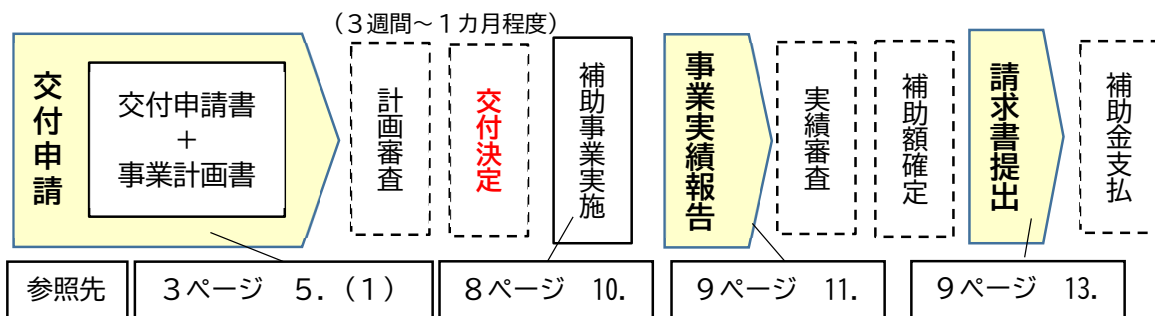 （３週間～１カ月程度）
交付申請
交付申請書
＋
事業計画書
計画審査
交付決定
補助事業実施
事業実績報告
実績審査
補助額確定
請求書提出
補助金支払
参照先
３ページ　５．（１）
８ページ　10．
９ページ　11．
９ページ　13．